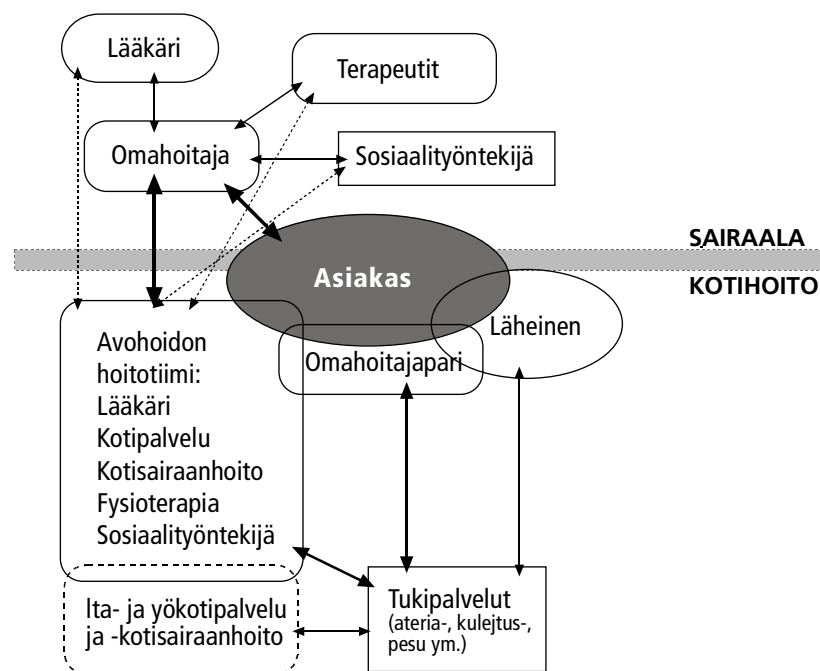 Lääkäri
Terapeutit
Omahoitaja
Sosiaalityöntekijä
SAIRAALA
Asiakas
KOTIHOITO
Läheinen
Omahoitajapari
Avohoidon
hoitotiimi:
Lääkäri
Kotipalvelu
Kotisairaanhoito
Fysioterapia
Sosiaalityöntekijä
Ita- ja yökotipalvelu
ja -kotisairaanhoito
Tukipalvelut
(ateria-, kulejtus-,
pesu ym.)